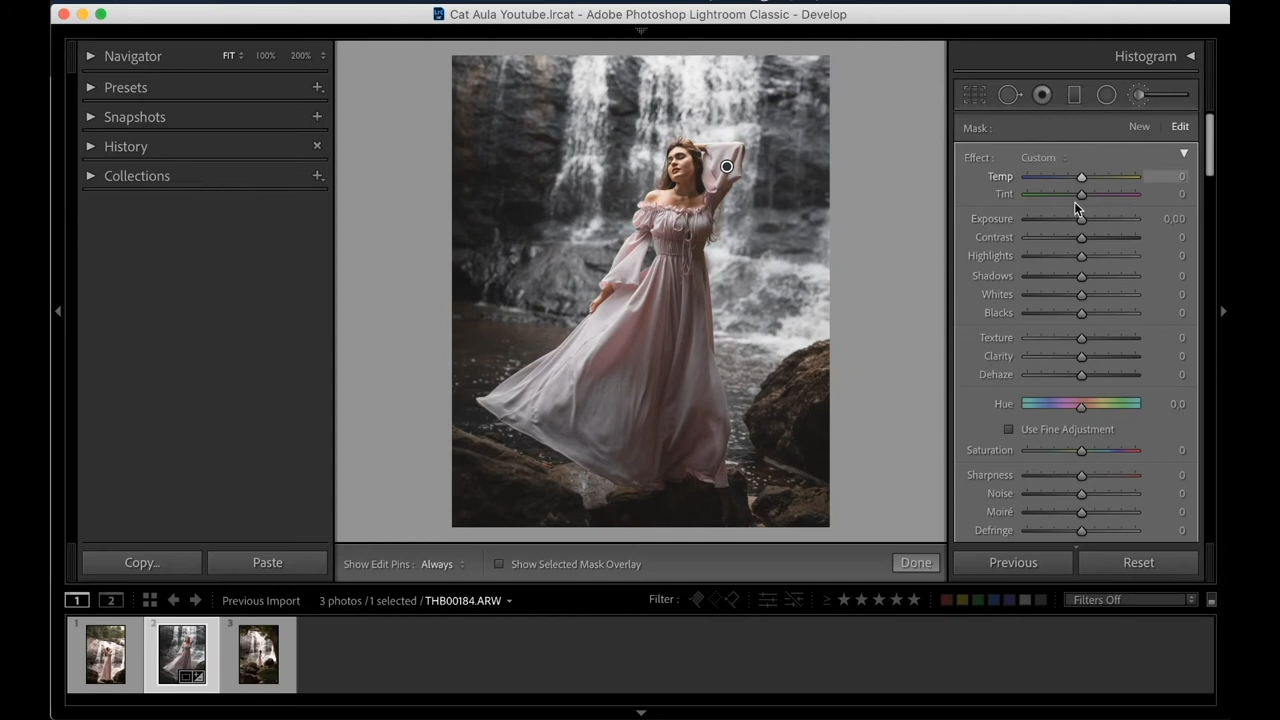 Cat Aula Youtube.lrcat - Adobe Photoshop Lightroom Classic - Develop
Navigator FIT 100% 200%
Presets
Snapshots
History
Collections
Copy... Paste
Show Edit Pins : Always Show Selected Mask Overlay Done
Histogram
Mask : New Edit
Effect : Custom
Temp 0
Tint 0
Exposure 0,00
Contrast 0
Highlights 0
Shadows 0
Whites 0
Blacks 0
Texture 0
Clarity 0
Dehaze 0
Hue 0,0
Use Fine Adjustment
Saturation 0
Sharpness 0
Noise 0
Moiré 0
Defringe 0
Previous Reset
1 2 Previous Import 3 photos / 1 selected / THB00184.ARW Filter : Filters Off
1 2 3